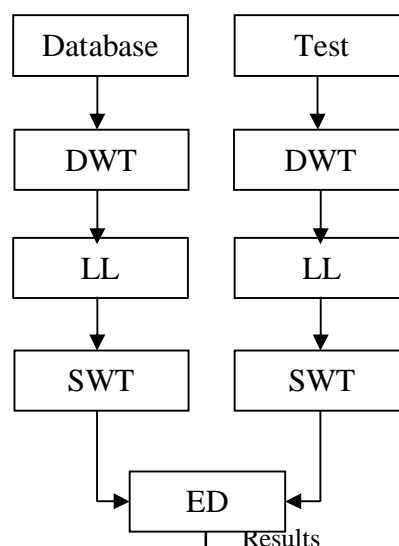 Database Test
DWT DWT
LL LL
SWT SWT
ED
Results